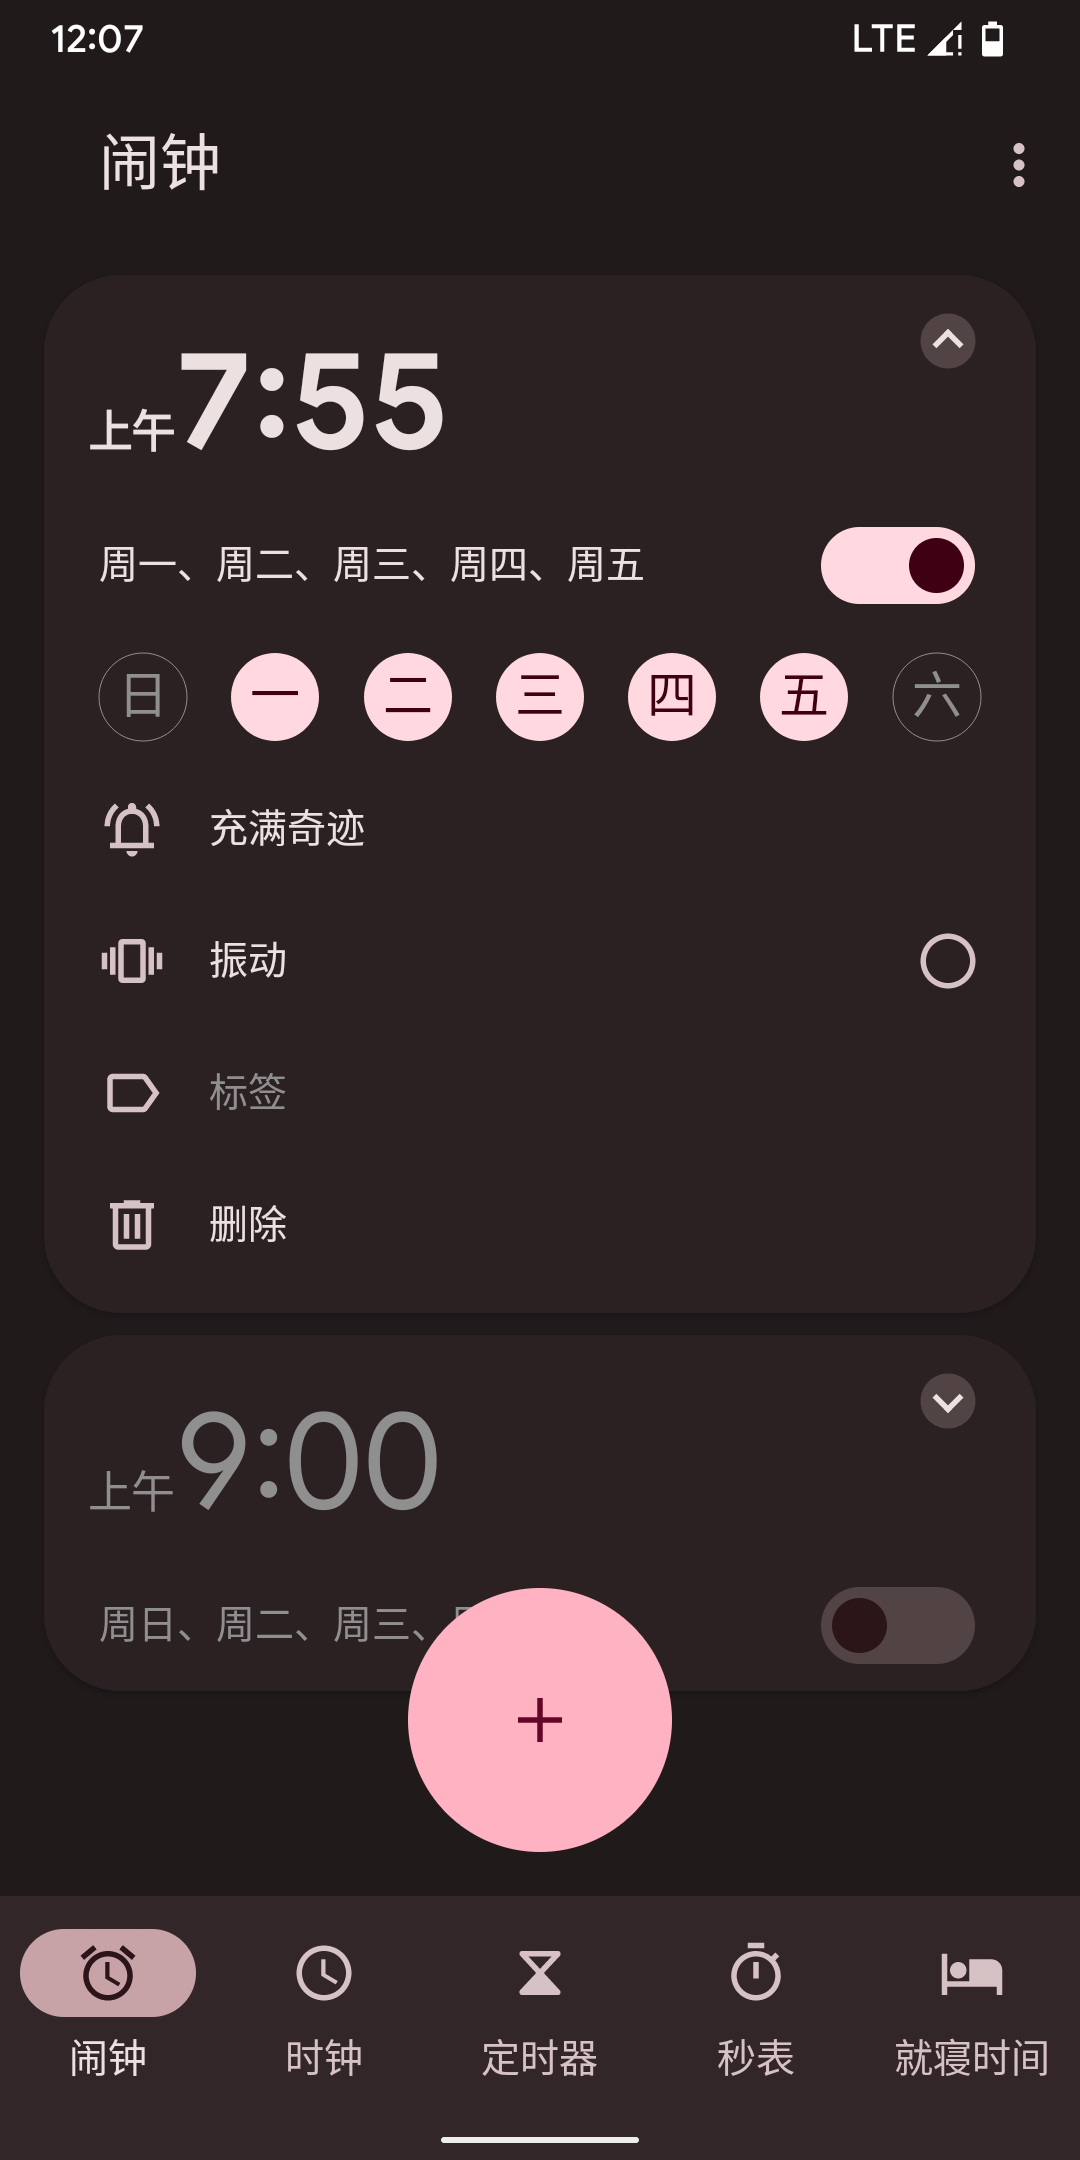 12:07 LTE
闹钟
上午7:55
周一、周二、周三、周四、周五
日 一 二 三 四 五 六
充满奇迹
振动
标签
删除
上午9:00
周日、周二、周三、
闹钟 时钟 定时器 秒表 就寝时间